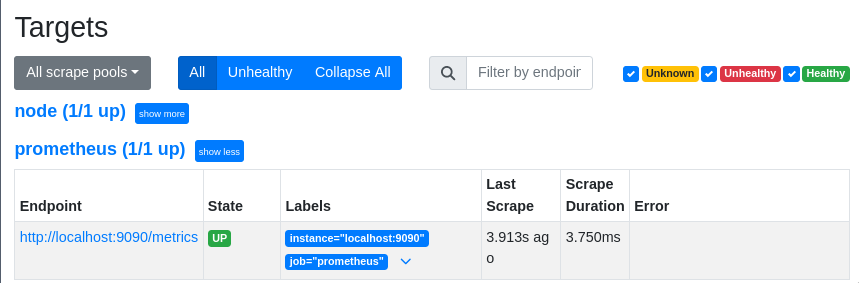 Targets
All scrape pools All Unhealthy Collapse All Filter by endpoir Unknown Unhealthy Healthy
node (1/1 up) show more
prometheus (1/1 up) show less
Last Scrape
Endpoint State Labels Scrape Duration Error
http://localhost:9090/metrics UP instance="localhost:9090" 3.913s ag 3.750ms
job="prometheus" o